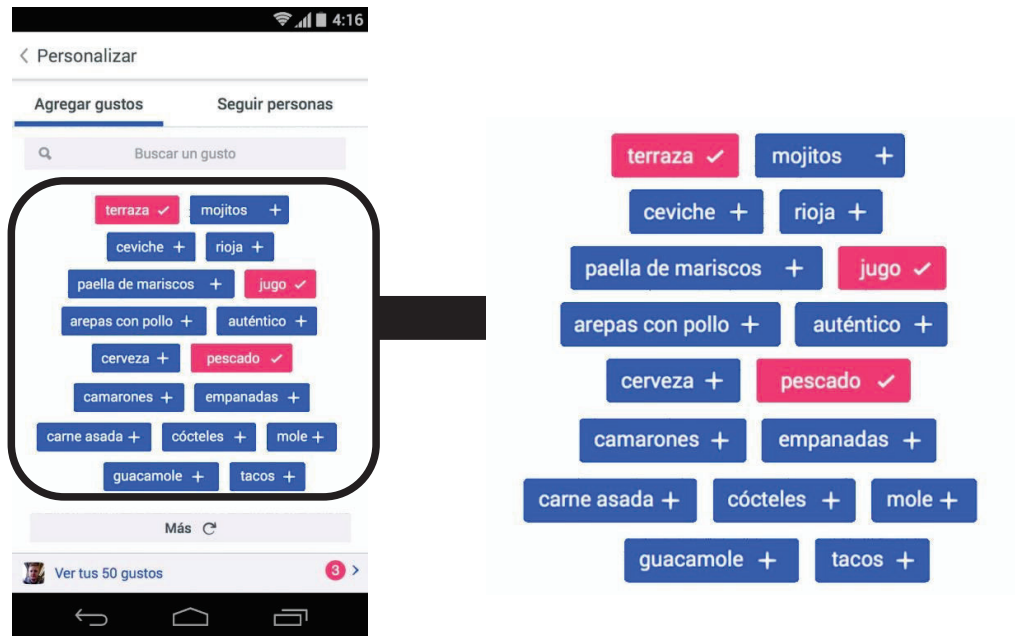 4:16
Personalizar
Agregar gustos Seguir personas
Buscar un gusto
terraza mojitos
ceviche rioja
paella de mariscos jugo
arepas con pollo auténtico
cerveza pescado
camarones empanadas
carne asada cócteles mole
guacamole tacos
Más
Ver tus 50 gustos 3
terraza mojitos
ceviche rioja
paella de mariscos jugo
arepas con pollo auténtico
cerveza pescado
camarones empanadas
carne asada cócteles mole
guacamole tacos